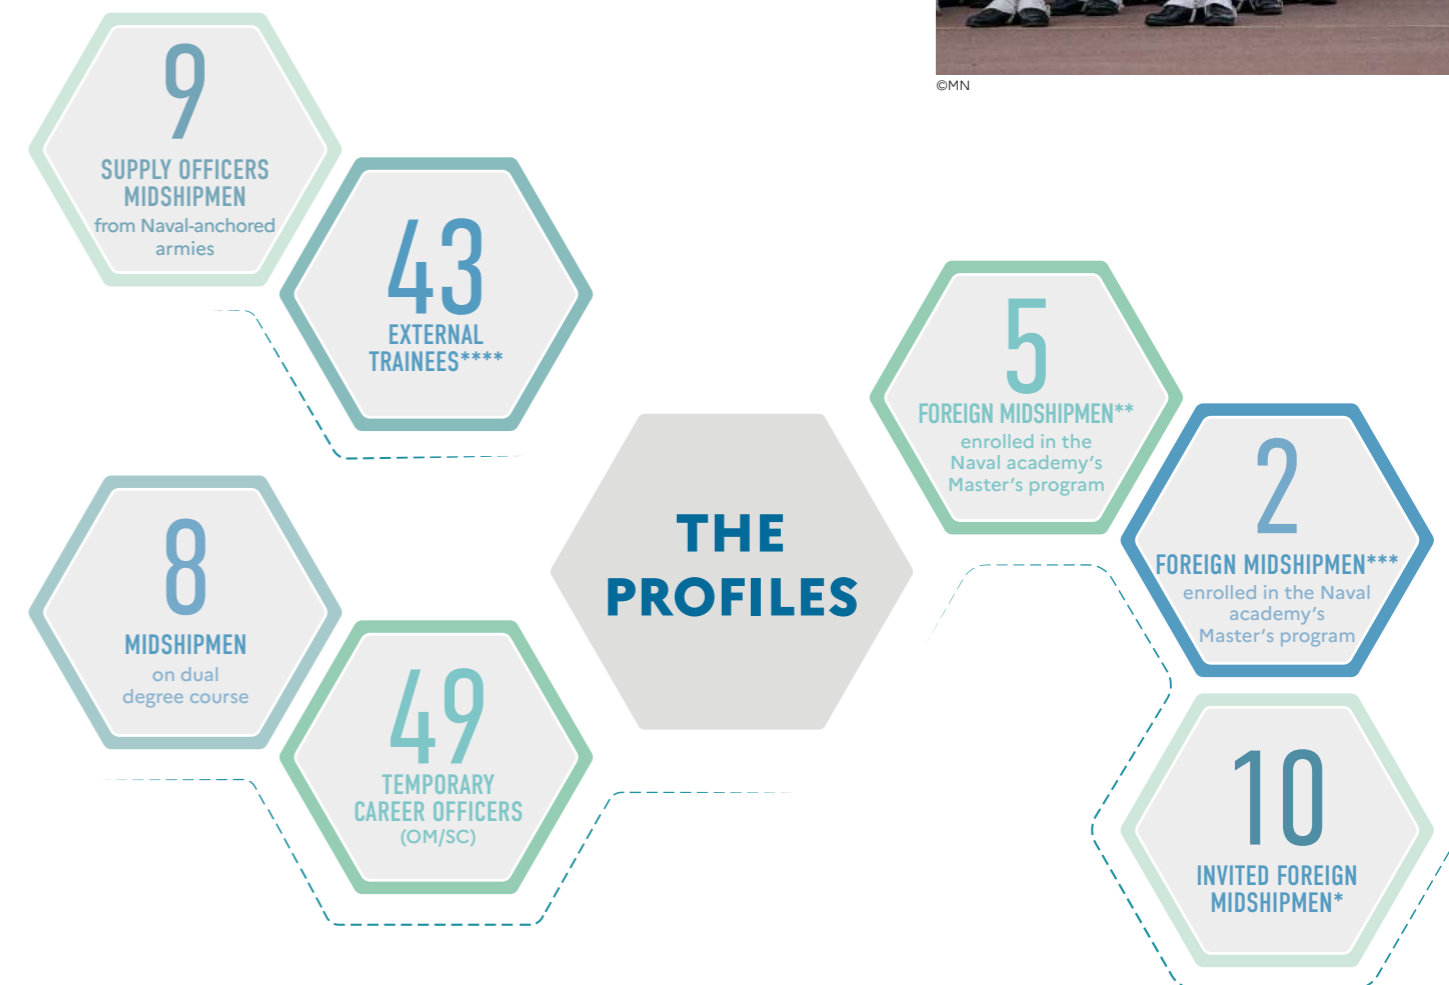 ©MN
9
SUPPLY OFFICERS
MIDSHIPMEN
from Naval-anchored
armies
43
EXTERNAL
TRAINEES****
8
MIDSHIPMEN
on dual
degree course
49
TEMPORARY
CAREER OFFICERS
(OM/SC)
THE
PROFILES
5
FOREIGN MIDSHIPMEN**
enrolled in the
Naval academy's
Master's program
2
FOREIGN MIDSHIPMEN***
enrolled in the Naval
academy's
Master's program
10
INVITED FOREIGN
MIDSHIPMEN*